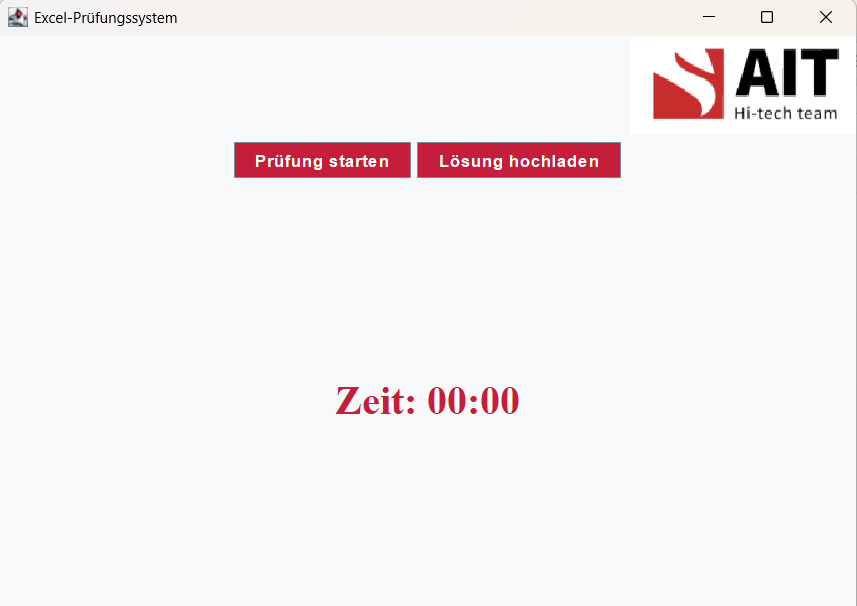 Excel-Prüfungssystem
AIT
Hi-tech team
Prüfung starten
Lösung hochladen
Zeit: 00:00